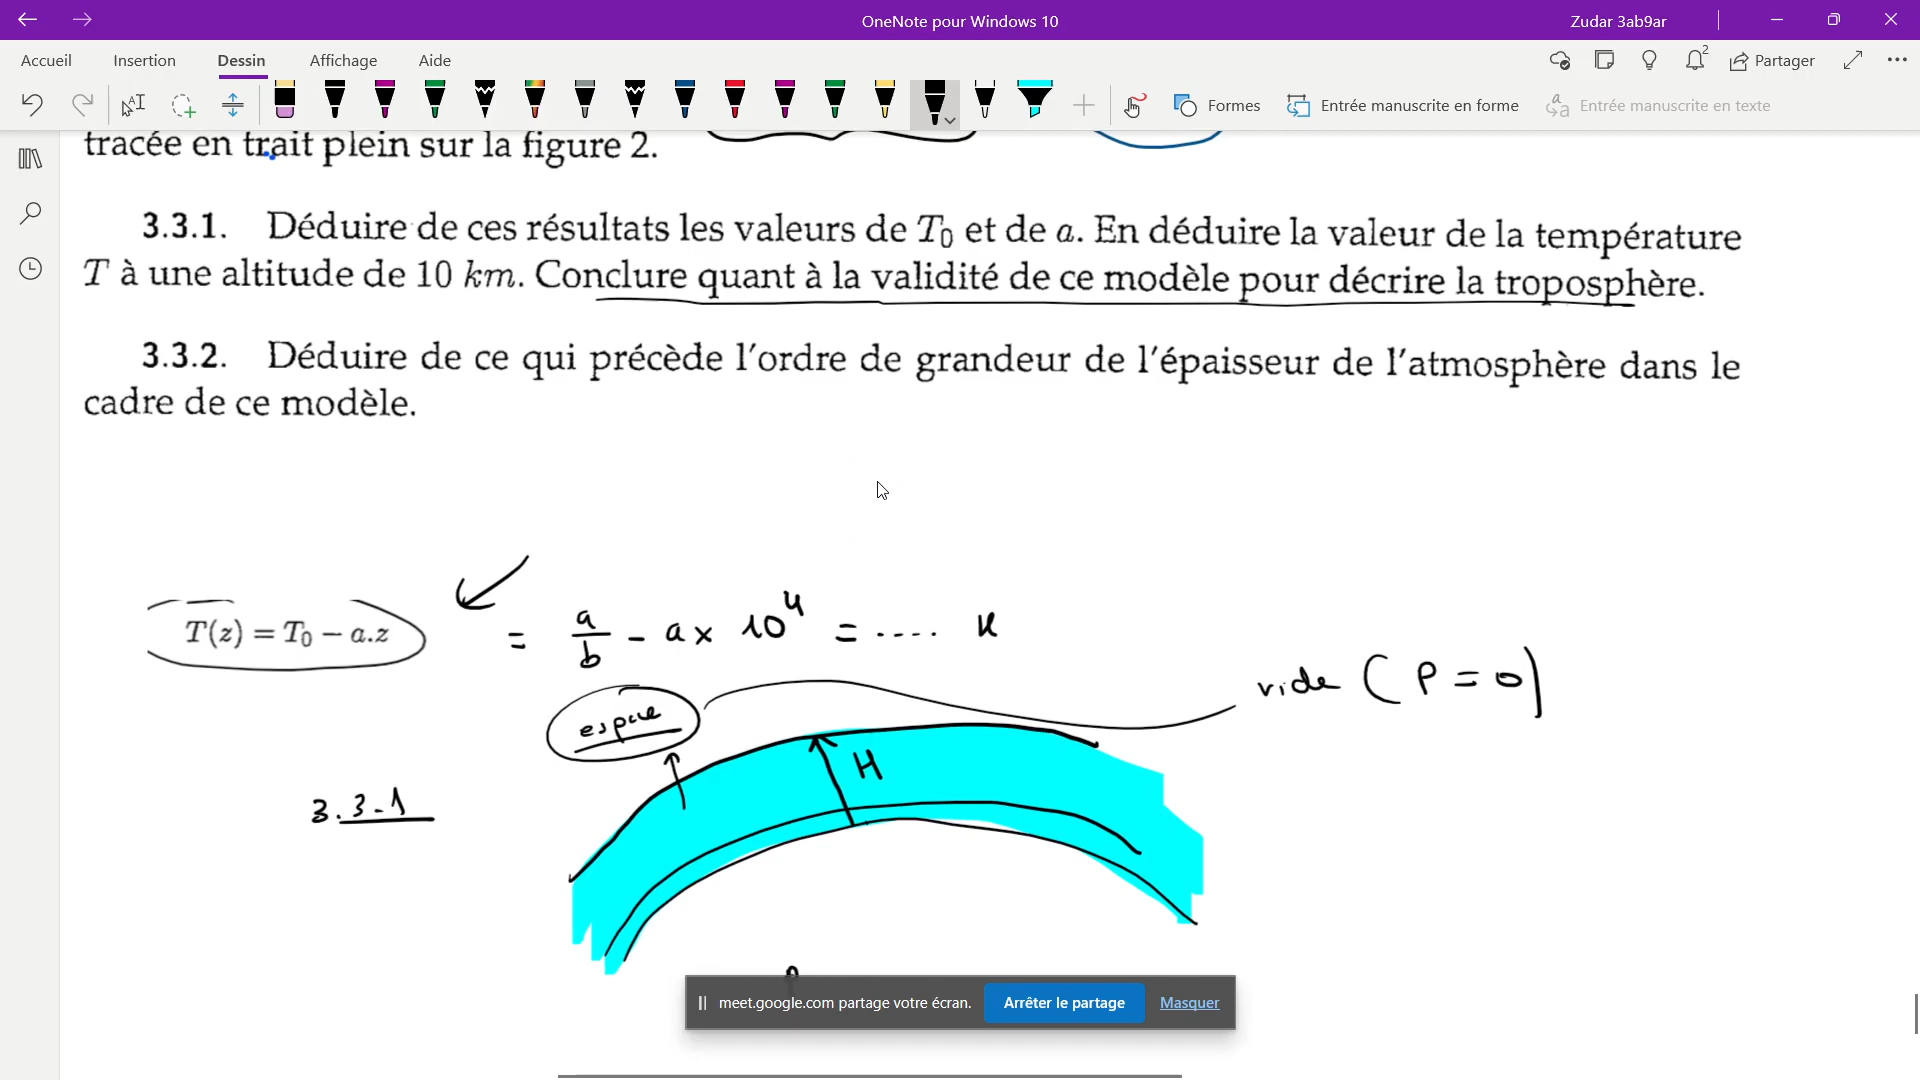 OneNote pour Windows 10
Zudar 3ab9ar
Accueil Insertion Dessin Affichage Aide
2
Partager
Formes
Entrée manuscrite en forme
Entrée manuscrite en texte
tracée en trait plein sur la figure 2.
3.3.1. Déduire de ces résultats les valeurs de T₀ et de a. En déduire la valeur de la température
T à une altitude de 10 km. Conclure quant à la validité de ce modèle pour décrire la troposphère.
3.3.2. Déduire de ce qui précède l'ordre de grandeur de l'épaisseur de l'atmosphère dans le
cadre de ce modèle.
T(z) = T₀ − a.z = a/b - a × 10⁴ = .... K
vide (P = 0)
espace
H
3.3-1
meet.google.com partage votre écran.
Arrêter le partage
Masquer